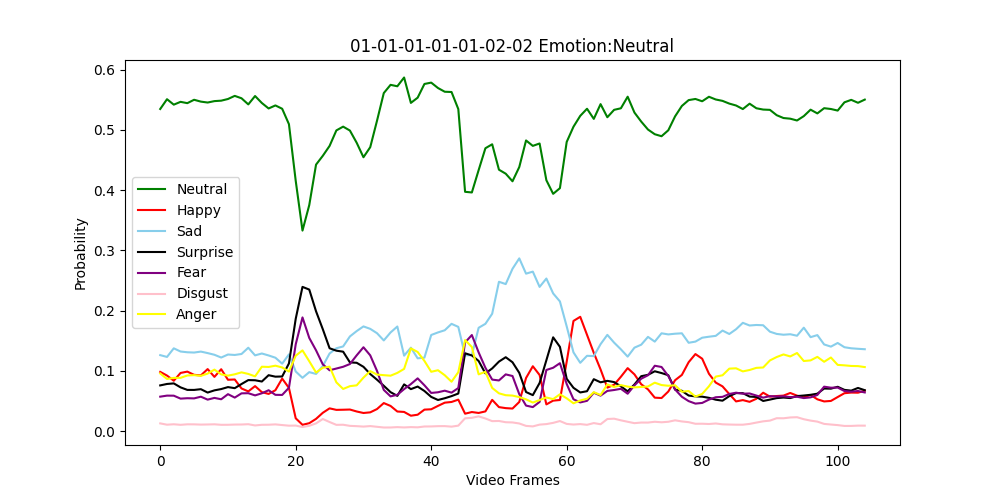 01-01-01-01-01-02-02 Emotion:Neutral
0.6
0.5
0.4
0.3
0.2
0.1
0.0
Probability
Neutral
Happy
Sad
Surprise
Fear
Disgust
Anger
0 20 40 60 80 100
Video Frames